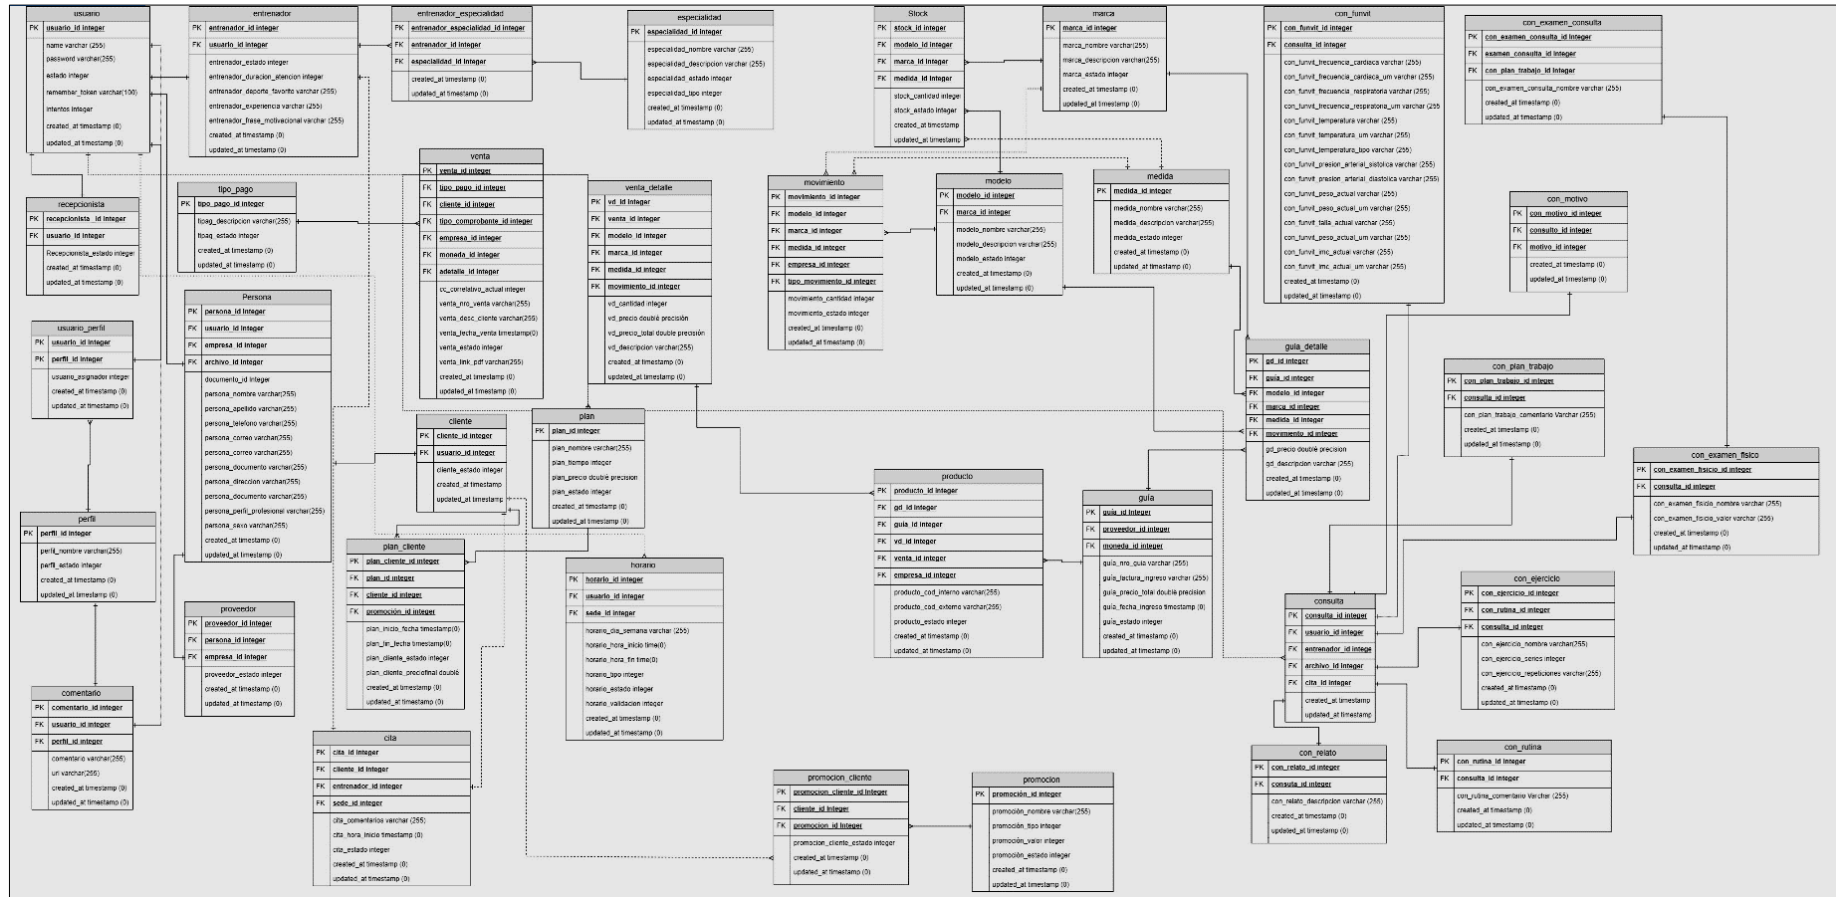 usuario
PK usuario_id integer
name varchar (255)
password varchar(255)
estado integer
remember_token varchar(100)
intentos integer
created_at timestamp (0)
updated_at timestamp (0)
entrenador
PK entrenador_id integer
FK usuario_id integer
entrenador_estado integer
entrenador_duracion_atencion integer
entrenador_deporte_favorito varchar (255)
entrenador_experiencia varchar (255)
entrenador_frase_motivacional varchar (255)
created_at timestamp (0)
updated_at timestamp (0)
entrenador_especialidad
PK entrenador_especialidad_id integer
FK entrenador_id integer
FK especialidad_id integer
created_at timestamp (0)
updated_at timestamp (0)
especialidad
PK especialidad_id integer
especialidad_nombre varchar (255)
especialidad_descripcion varchar (255)
especialidad_estado integer
especialidad_tipo integer
created_at timestamp (0)
updated_at timestamp (0)
Stock
PK stock_id integer
FK modelo_id integer
FK marca_id integer
FK medida_id integer
stock_cantidad integer
stock_estado integer
created_at timestamp
updated_at timestamp
marca
PK marca_id integer
marca_nombre varchar(255)
marca_descripcion varchar(255)
marca_estado integer
created_at timestamp (0)
updated_at timestamp (0)
con_funvit
PK con_funvit_id integer
FK consulta_id integer
con_funvit_frecuencia_cardiaca varchar (255)
con_funvit_frecuencia_cardiaca_um varchar (255)
con_funvit_frecuencia_respiratoria varchar (255)
con_funvit_frecuencia_respiratoria_um varchar (255
con_funvit_temperatura varchar (255)
con_funvit_temperatura_um varchar (255)
con_funvit_temperatura_tipo varchar (255)
con_funvit_presion_arterial_sistolica varchar (255)
con_funvit_presion_arterial_diastolica varchar (255)
con_funvit_peso_actual varchar (255)
con_funvit_peso_actual_um varchar (255)
con_funvit_talla_actual varchar (255)
con_funvit_peso_actual_um varchar (255)
con_funvit_imc_actual varchar (255)
con_funvit_imc_actual_um varchar (255)
created_at timestamp (0)
updated_at timestamp (0)
con_examen_consulta
PK con_examen_consulta_id integer
FK examen_consulta_id integer
FK con_plan_trabajo_id integer
con_examen_consulta_nombre varchar (255)
created_at timestamp (0)
updated_at timestamp (0)
recepcionista
PK recepcionista_id integer
FK usuario_id integer
Recepcionista_estado integer
created_at timestamp (0)
updated_at timestamp (0)
tipo_pago
PK tipo_pago_id integer
tipag_descripcion varchar(255)
tipag_estado integer
created_at timestamp (0)
updated_at timestamp (0)
venta
PK venta_id integer
FK tipo_pago_id integer
FK cliente_id integer
FK tipo_comprobante_id integer
FK empresa_id integer
FK moneda_id integer
FK adetalle_id integer
cc_correlativo_actual integer
venta_nro_venta varchar(255)
venta_desc_cliente varchar(255)
venta_fecha_venta timestamp(0)
venta_estado integer
venta_link_pdf varchar(255)
created_at timestamp (0)
updated_at timestamp (0)
venta_detalle
PK vd_id integer
FK venta_id integer
FK modelo_id integer
FK marca_id integer
FK medida_id integer
FK movimiento_id integer
vd_cantidad integer
vd_precio doublé precisión
vd_precio_total double precisión
vd_descripcion varchar(255)
created_at timestamp (0)
updated_at timestamp (0)
movimiento
PK movimiento_id integer
FK modelo_id integer
FK marca_id integer
FK medida_id integer
FK empresa_id integer
FK tipo_movimiento_id integer
movimiento_cantidad integer
movimiento_estado integer
created_at timestamp (0)
updated_at timestamp (0)
modelo
PK modelo_id integer
FK marca_id integer
modelo_nombre varchar(255)
modelo_descripcion varchar(255)
modelo_estado integer
created_at timestamp (0)
updated_at timestamp (0)
medida
PK medida_id integer
medida_nombre varchar(255)
medida_descripcion varchar(255)
medida_estado integer
created_at timestamp (0)
updated_at timestamp (0)
con_motivo
PK con_motivo_id integer
FK consulto_id integer
FK motivo_id integer
created_at timestamp (0)
updated_at timestamp (0)
Persona
PK persona_id integer
FK usuario_id integer
FK empresa_id integer
FK archivo_id integer
documento_id integer
persona_nombre varchar(255)
persona_apellido varchar(255)
persona_telefono varchar(255)
persona_correo varchar(255)
persona_correo varchar(255)
persona_documento varchar(255)
persona_direccion varchar(255)
persona_documento varchar(255)
persona_perfil_profesional varchar(255)
persona_sexo varchar(255)
created_at timestamp (0)
updated_at timestamp (0)
usuario_perfil
PK usuario_id integer
FK perfil_id integer
usuario_asignador integer
created_at timestamp (0)
updated_at timestamp (0)
cliente
PK cliente_id integer
FK usuario_id integer
cliente_estado integer
created_at timestamp
updated_at timestamp
plan
PK plan_id integer
plan_nombre varchar(255)
plan_tiempo integer
plan_precio doublé precision
plan_estado integer
created_at timestamp (0)
updated_at timestamp (0)
guia_detalle
PK gd_id integer
FK guía_id integer
FK modelo_id integer
FK marca_id integer
FK medida_id integer
FK movimiento_id integer
gd_precio doublé precision
gd_descripcion varchar (255)
created_at timestamp (0)
updated_at timestamp (0)
con_plan_trabajo
PK con_plan_trabajo_id integer
FK consulta_id integer
con_plan_trabajo_comentario Varchar (255)
created_at timestamp (0)
updated_at timestamp (0)
producto
PK producto_id integer
FK gd_id integer
FK guia_id integer
FK vd_id integer
FK venta_id integer
FK empresa_id integer
producto_cod_interno varchar (255)
producto_cod_externo varchar(255)
producto_estado integer
created_at timestamp (0)
updated_at timestamp (0)
guía
PK guía_id integer
FK proveedor_id integer
FK moneda_id integer
guía_nro_guia varchar (255)
guía_factura_ingreso varchar (255)
guía_precio_total doublé precision
guía_fecha_ingreso timestamp (0)
guía_estado integer
created_at timestamp (0)
updated_at timestamp (0)
con_examen_fisico
PK con_examen_fisicio_id integer
FK consulta_id integer
con_examen_fisicio_nombre varchar (255)
con_examen_fisicio_valor varchar (255)
created_at timestamp (0)
updated_at timestamp (0)
perfil
PK perfil_id integer
perfil_nombre varchar(255)
perfil_estado integer
created_at timestamp (0)
updated_at timestamp (0)
plan_cliente
PK plan_cliente_id integer
FK plan_id integer
FK cliente_id integer
FK promoción_id integer
plan_inicio_fecha timestamp(0)
plan_fin_fecha timestamp(0)
plan_cliente_estado integer
plan_cliente_preciofinal doublé
created_at timestamp (0)
updated_at timestamp (0)
horario
PK horario_id integer
FK usuario_id integer
FK sede_id integer
horario_dia_semana varchar (255)
horario_hora_inicio time(0)
horario_hora_fin time(0)
horario_tipo integer
horario_estado integer
horario_validacion integer
created_at timestamp (0)
updated_at timestamp (0)
proveedor
PK proveedor_id integer
FK persona_id integer
FK empresa_id integer
proveedor_estado integer
created_at timestamp (0)
updated_at timestamp (0)
consulta
PK consulta_id integer
FK usuario_id integer
FK entrenador_id intege
FK archivo_id integer
FK cita_id integer
created_at timestamp
updated_at timestamp
con_ejercicio
PK con_ejercicio_id integer
FK con_rutina_id integer
FK consulta_id integer
con_ejercicio_nombre varchar(255)
con_ejercicio_series integer
con_ejercicio_repeticiones varchar(255)
created_at timestamp (0)
updated_at timestamp (0)
comentario
PK comentario_id integer
FK usuario_id integer
FK perfil_id integer
comentario varchar(255)
url varchar(255)
created_at timestamp (0)
updated_at timestamp (0)
cita
PK cita_id integer
FK cliente_id integer
FK entrenador_id integer
FK sede_id integer
cita_comentarios varchar (255)
cita_hora_inicio timestamp (0)
cita_estado integer
created_at timestamp (0)
updated_at timestamp (0)
promocion_cliente
PK promocion_cliente_id integer
FK cliente_id integer
FK promocion_id integer
promocion_cliente_estado integer
created_at timestamp (0)
updated_at timestamp (0)
promocion
PK promoción_id integer
promoción_nombre varchar(255)
promoción_tipo integer
promoción_valor integer
promoción_estado integer
created_at timestamp (0)
updated_at timestamp (0)
con_relato
PK con_relato_id integer
FK consuta_id integer
con_relato_descripcion varchar (255)
created_at timestamp (0)
updated_at timestamp (0)
con_rutina
PK con_rutina_id integer
FK consulta_id integer
con_rutina_comentario Varchar (255)
created_at timestamp (0)
updated_at timestamp (0)